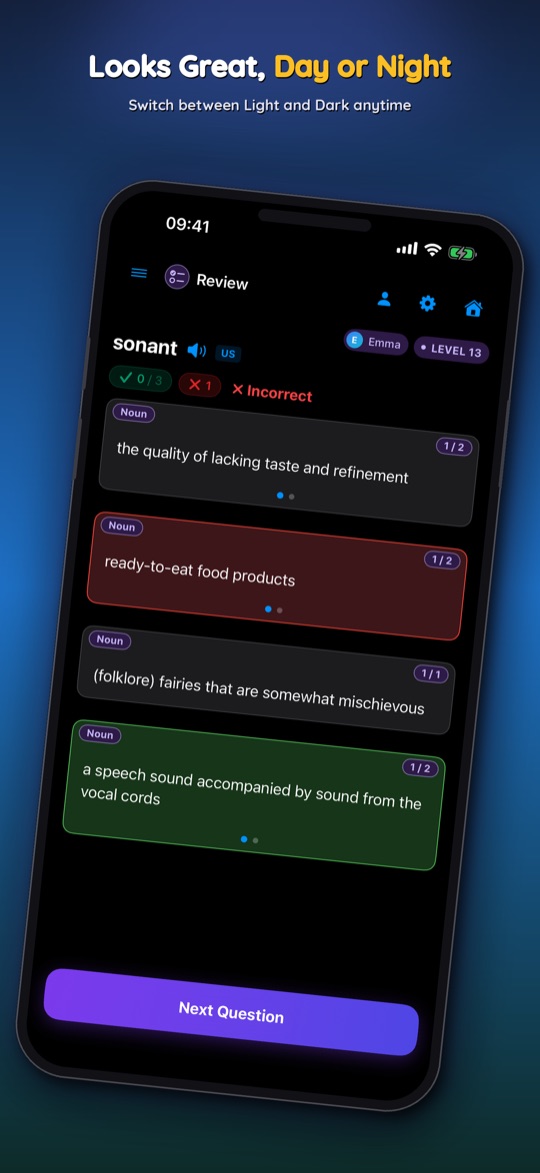 Looks Great, Day or Night
Switch between Light and Dark anytime
09:41
Review
sonant US
E Emma • LEVEL 13
0 / 3 1 Incorrect
Noun
1 / 2
the quality of lacking taste and refinement
Noun
1 / 2
ready-to-eat food products
Noun
1 / 1
(folklore) fairies that are somewhat mischievous
Noun
1 / 2
a speech sound accompanied by sound from the
vocal cords
Next Question